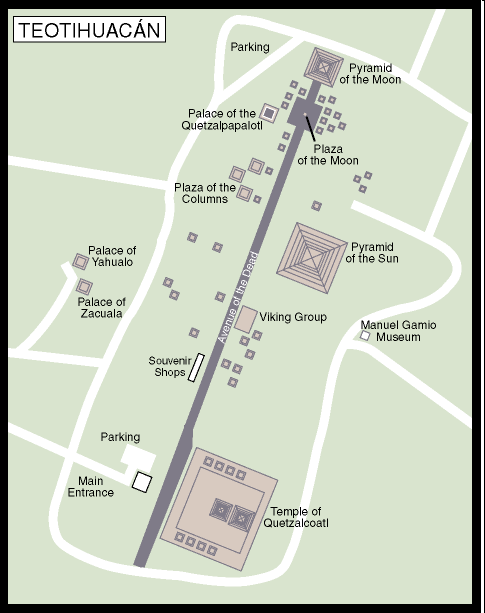 TEOTIHUACÁN
Parking
Pyramid
of the Moon
Palace of the
Quetzalpapalotl
Plaza
of the Moon
Plaza of the
Columns
Palace of
Yahualo
Pyramid
of the Sun
Palace of
Zacuala
Avenue of the Dead
Viking Group
Manuel Gamio
Museum
Souvenir
Shops
Parking
Main
Entrance
Temple of
Quetzalcoatl